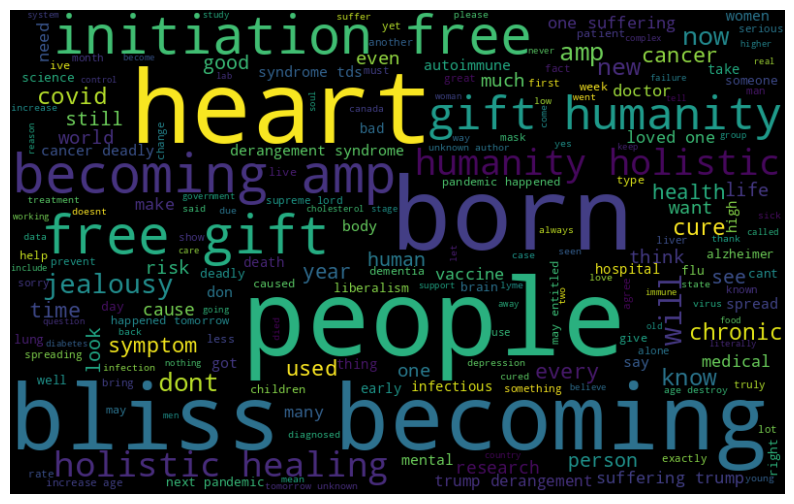 system study suffer yet please never become serious higher
initiation free
another one suffering women
need month ive good even amp patient complex now real
science syndrome tds must autoimmune cancer new take someone
covid control lab much great first fact week doctor failure man
increase heart soul canada low went
still change bad gift humanity
reason world mask way woman come yes group keep
cancer deadly derangement syndrome unknown author loved one
becoming amp live humanity holistic
make supreme lord pandemic happened type health life
treatment government cholesterol stage born want high sick
working doesnt said due body always cure called
free gift human case seen thank
data show care
help prevent risk death dementia vaccine think liver alzheimer
include deadly year caused liberalism brain lyme hospital flu see cant
sorry jealousy don support love immune state
time day cause happened tomorrow away may entitled two agree virus known spread
question going back died let people will food
lung look less use old give chronic
spreading symptom got thing alone literally
diabetes infection nothing children one depression cured every say medical
well dont bring used early infectious something believe know truly
may men many diagnosed age destroy lot
bliss becoming
holistic healing mental research person exactly right
rate country trump derangement suffering trump young
increase age next pandemic mean tomorrow unknown